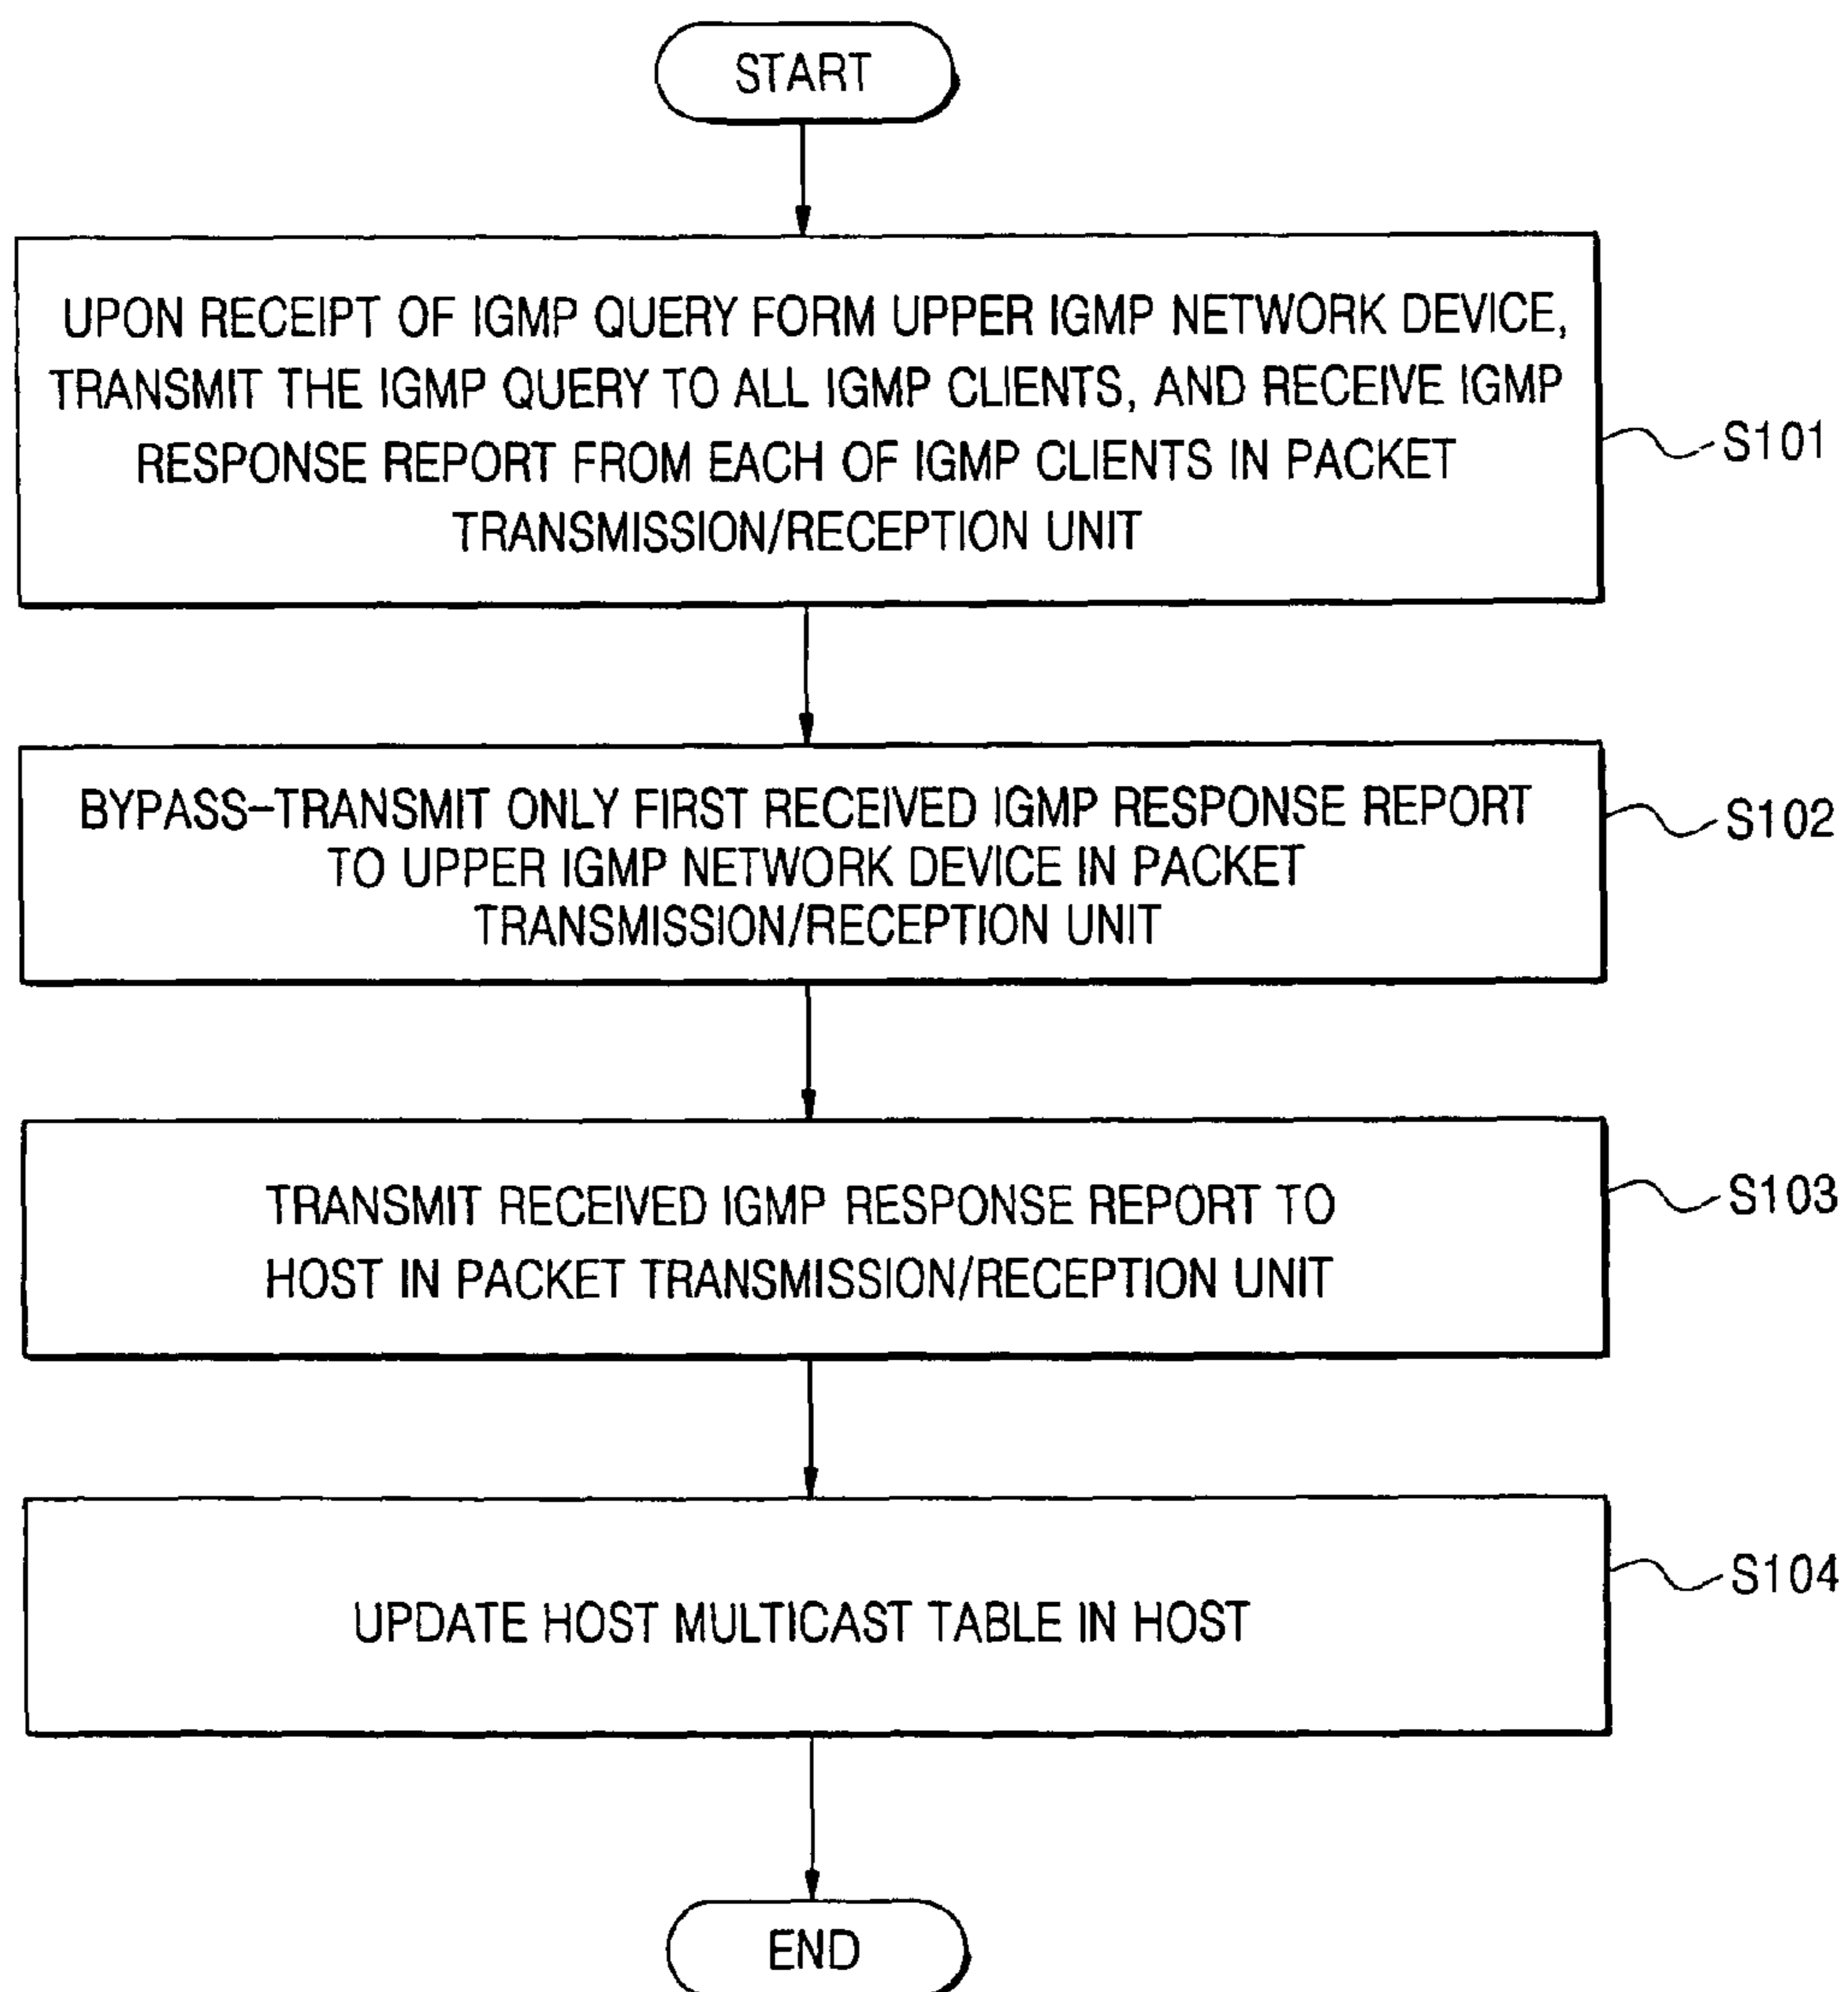 START
UPON RECEIPT OF IGMP QUERY FORM UPPER IGMP NETWORK DEVICE,
TRANSMIT THE IGMP QUERY TO ALL IGMP CLIENTS, AND RECEIVE IGMP
RESPONSE REPORT FROM EACH OF IGMP CLIENTS IN PACKET
TRANSMISSION/RECEPTION UNIT
S101
BYPASS-TRANSMIT ONLY FIRST RECEIVED IGMP RESPONSE REPORT
TO UPPER IGMP NETWORK DEVICE IN PACKET
TRANSMISSION/RECEPTION UNIT
S102
TRANSMIT RECEIVED IGMP RESPONSE REPORT TO
HOST IN PACKET TRANSMISSION/RECEPTION UNIT
S103
UPDATE HOST MULTICAST TABLE IN HOST
S104
END